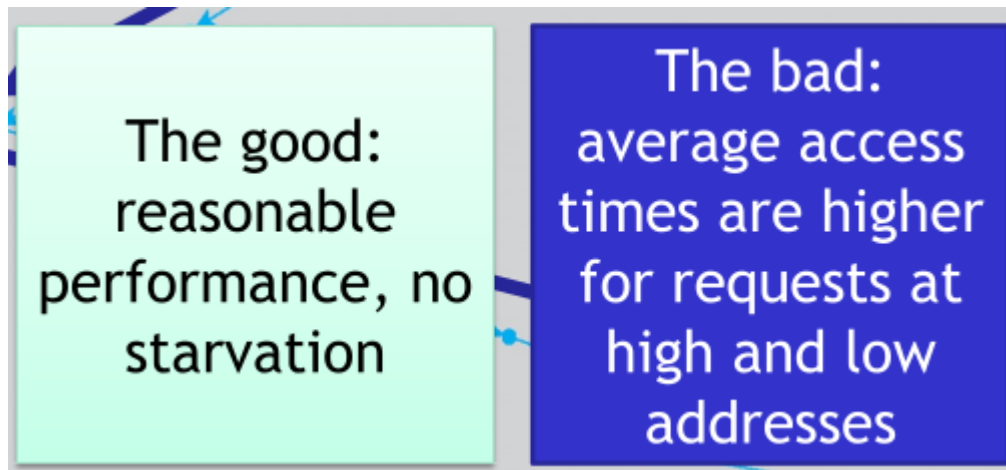 The good:
reasonable
performance, no
starvation
The bad:
average access
times are higher
for requests at
high and low
addresses